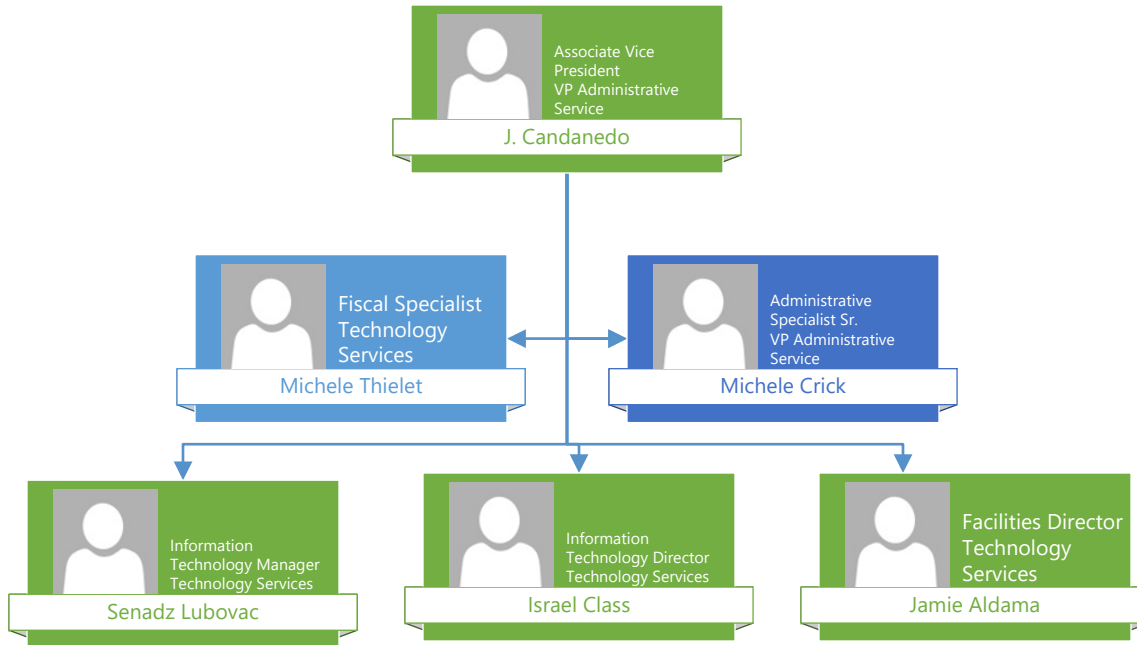 Associate Vice
President
VP Administrative
Service
J. Candanedo
Fiscal Specialist
Technology
Services
Michele Thielet
Administrative
Specialist Sr.
VP Administrative
Service
Michele Crick
Information
Technology Manager
Technology Services
Senadz Lubovac
Information
Technology Director
Technology Services
Israel Class
Facilities Director
Technology
Services
Jamie Aldama